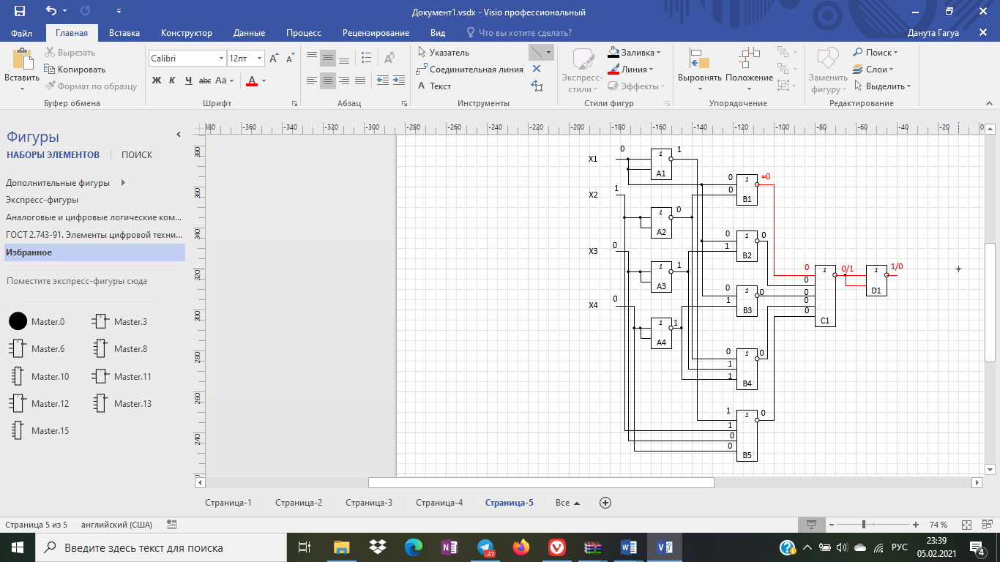 Документ1.vsdx - Visio профессиональный
Файл Главная Вставка Конструктор Данные Процесс Рецензирование Вид Что вы хотите сделать? Данута Гагуа
Вставить
Вырезать
Копировать
Формат по образцу
Буфер обмена
Calibri 12пт
Ж К Ч abc Aa A
Шрифт
Абзац
Указатель
Соединительная линия
Текст
Инструменты
Экспресс-
стили
Заливка
Линия
Эффекты
Стили фигур
Выровнять Положение
Упорядочение
Заменить
фигуру
Поиск
Слои
Выделить
Редактирование
Фигуры
НАБОРЫ ЭЛЕМЕНТОВ ПОИСК
Дополнительные фигуры
Экспресс-фигуры
Аналоговые и цифровые логические ком...
ГОСТ 2.743-91. Элементы цифровой техни...
Избранное
Поместите экспресс-фигуры сюда
Master.0 Master.3
Master.6 Master.8
Master.10 Master.11
Master.12 Master.13
Master.15
380 -360 -340 -320 -300 -280 -260 -240 -220 -200 -180 -160 -140 -120 -100 -80 -60 -40 -20 0
380
360
340
320
300
280
260
240
X1 0 1 1
A1
0 1 =0
0
B1
X2 1
1 0
A2
0 1 0
1
B2
X3 0
1 1
A3
0 1 0
1
B3
X4 0
1 1
A4
0 1 0/1 1 1/0
0
0
0
0
C1
D1
0 1 0
1
1
B4
1 1 0
1
0
0
B5
Страница-1 Страница-2 Страница-3 Страница-4 Страница-5 Все
Страница 5 из 5 английский (США) 74 %
Введите здесь текст для поиска
.47
РУС
23:39
05.02.2021
4